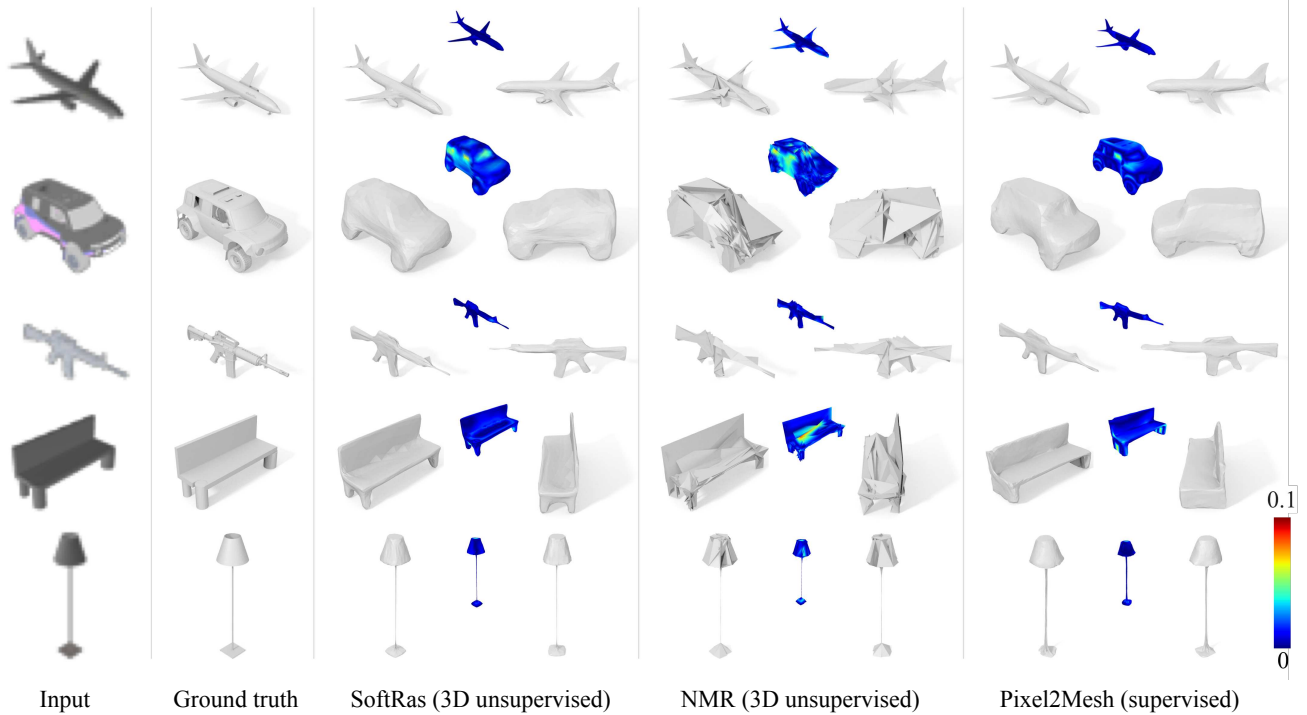 0.1
0
Input
Ground truth
SoftRas (3D unsupervised)
NMR (3D unsupervised)
Pixel2Mesh (supervised)